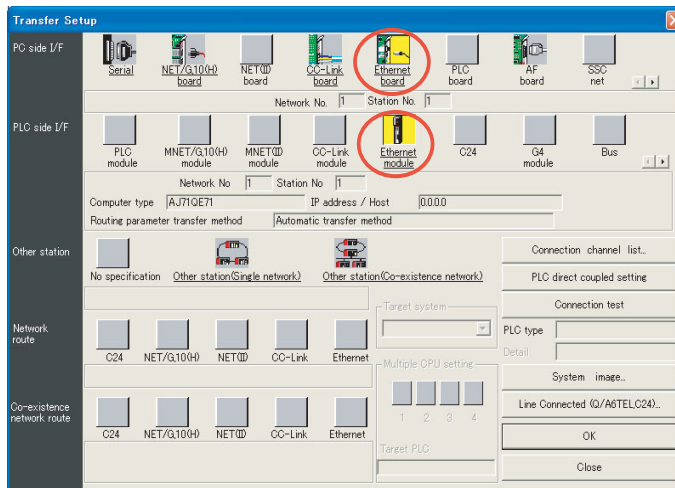 Transfer Setup
PC side I/F
Serial
NET/G,10(H) board
NET(II) board
CC-Link board
Ethernet board
PLC board
AF board
SSC net
Network No. 1 Station No. 1
PLC side I/F
PLC module
MNET/G,10(H) module
MNET(II) module
CC-Link module
Ethernet module
C24
G4 module
Bus
Network No 1 Station No 1
Computer type AJ71QE71 IP address / Host 0.0.0.0
Routing parameter transfer method Automatic transfer method
Other station
No specification
Other station(Single network)
Other station(Co-existence network)
Connection channel list...
PLC direct coupled setting
Connection test
Target system
PLC type
Detail
Network route
C24 NET/G,10(H) NET(II) CC-Link Ethernet
Multiple CPU setting
1 2 3 4
System image...
Line Connected (Q/A6TEL,C24)...
Co-existence network route
C24 NET/G,10(H) NET(II) CC-Link Ethernet
Target PLC
OK
Close